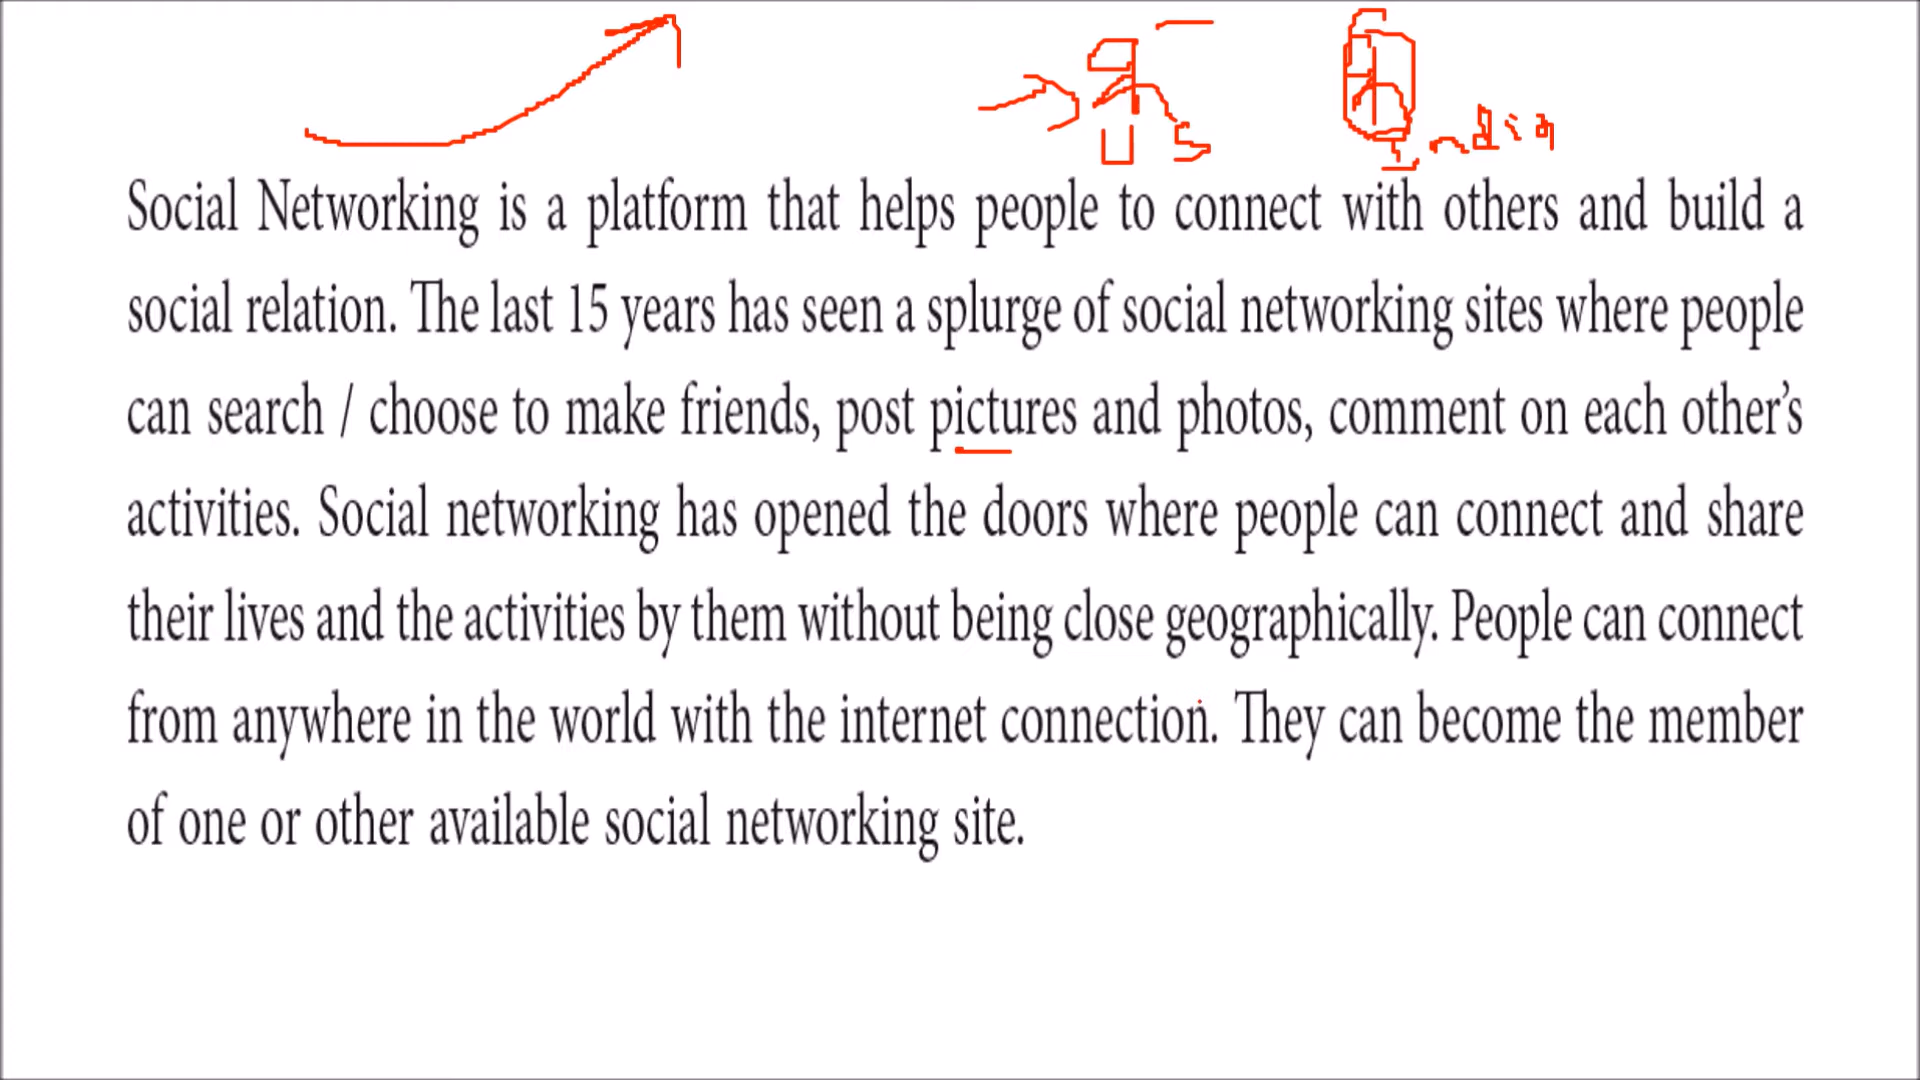 US
India
Social Networking is a platform that helps people to connect with others and build a
social relation. The last 15 years has seen a splurge of social networking sites where people
can search / choose to make friends, post pictures and photos, comment on each other’s
activities. Social networking has opened the doors where people can connect and share
their lives and the activities by them without being close geographically. People can connect
from anywhere in the world with the internet connection. They can become the member
of one or other available social networking site.